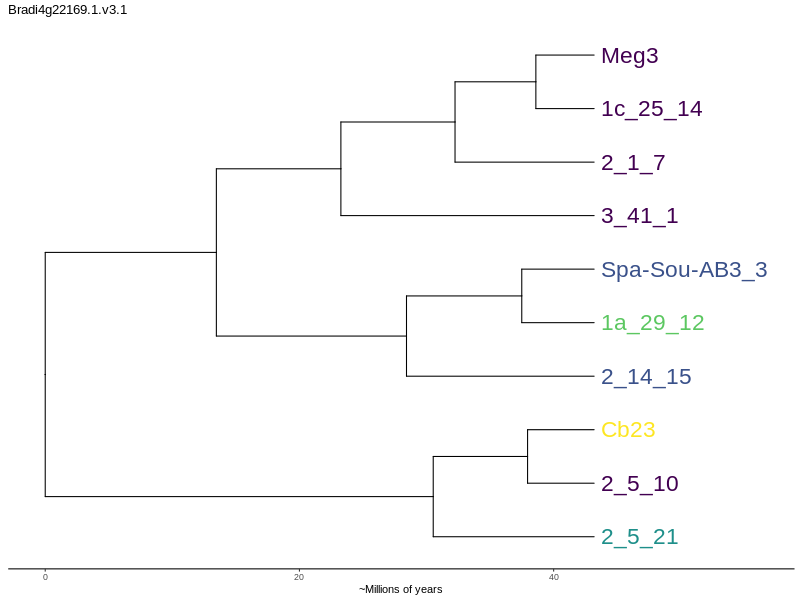 Bradi4g22169.1.v3.1
Meg3
1c_25_14
2_1_7
3_41_1
Spa-Sou-AB3_3
1a_29_12
2_14_15
Cb23
2_5_10
2_5_21
0 20 40
~Millions of years